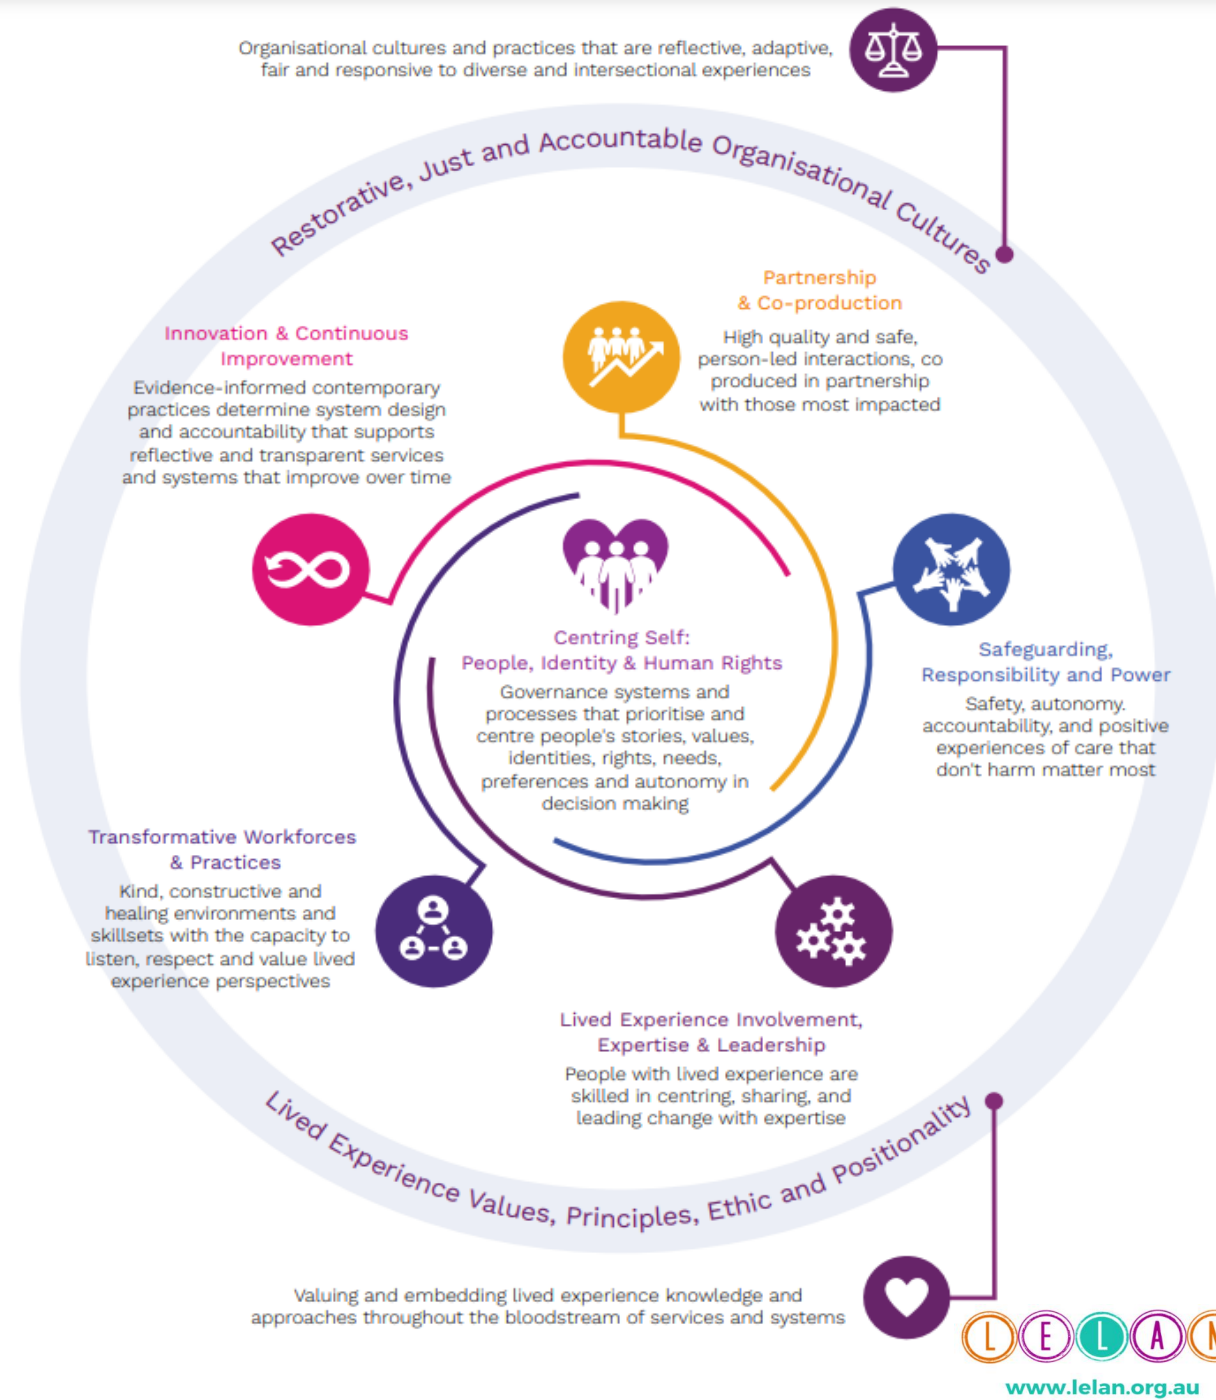 Organisational cultures and practices that are reflective, adaptive,
fair and responsive to diverse and intersectional experiences
Restorative, Just and Accountable Organisational Cultures
Partnership
& Co-production
High quality and safe,
person-led interactions, co
produced in partnership
with those most impacted
Innovation & Continuous
Improvement
Evidence-informed contemporary
practices determine system design
and accountability that supports
reflective and transparent services
and systems that improve over time
Centring Self:
People, Identity & Human Rights
Governance systems and
processes that prioritise and
centre people's stories, values,
identities, rights, needs,
preferences and autonomy in
decision making
Safeguarding,
Responsibility and Power
Safety, autonomy.
accountability, and positive
experiences of care that
don't harm matter most
Transformative Workforces
& Practices
Kind, constructive and
healing environments and
skillsets with the capacity to
listen, respect and value lived
experience perspectives
Lived Experience Involvement,
Expertise & Leadership
People with lived experience are
skilled in centring, sharing, and
leading change with expertise
Lived Experience Values, Principles, Ethic and Positionality
Valuing and embedding lived experience knowledge and
approaches throughout the bloodstream of services and systems
LELAN
www.lelan.org.au